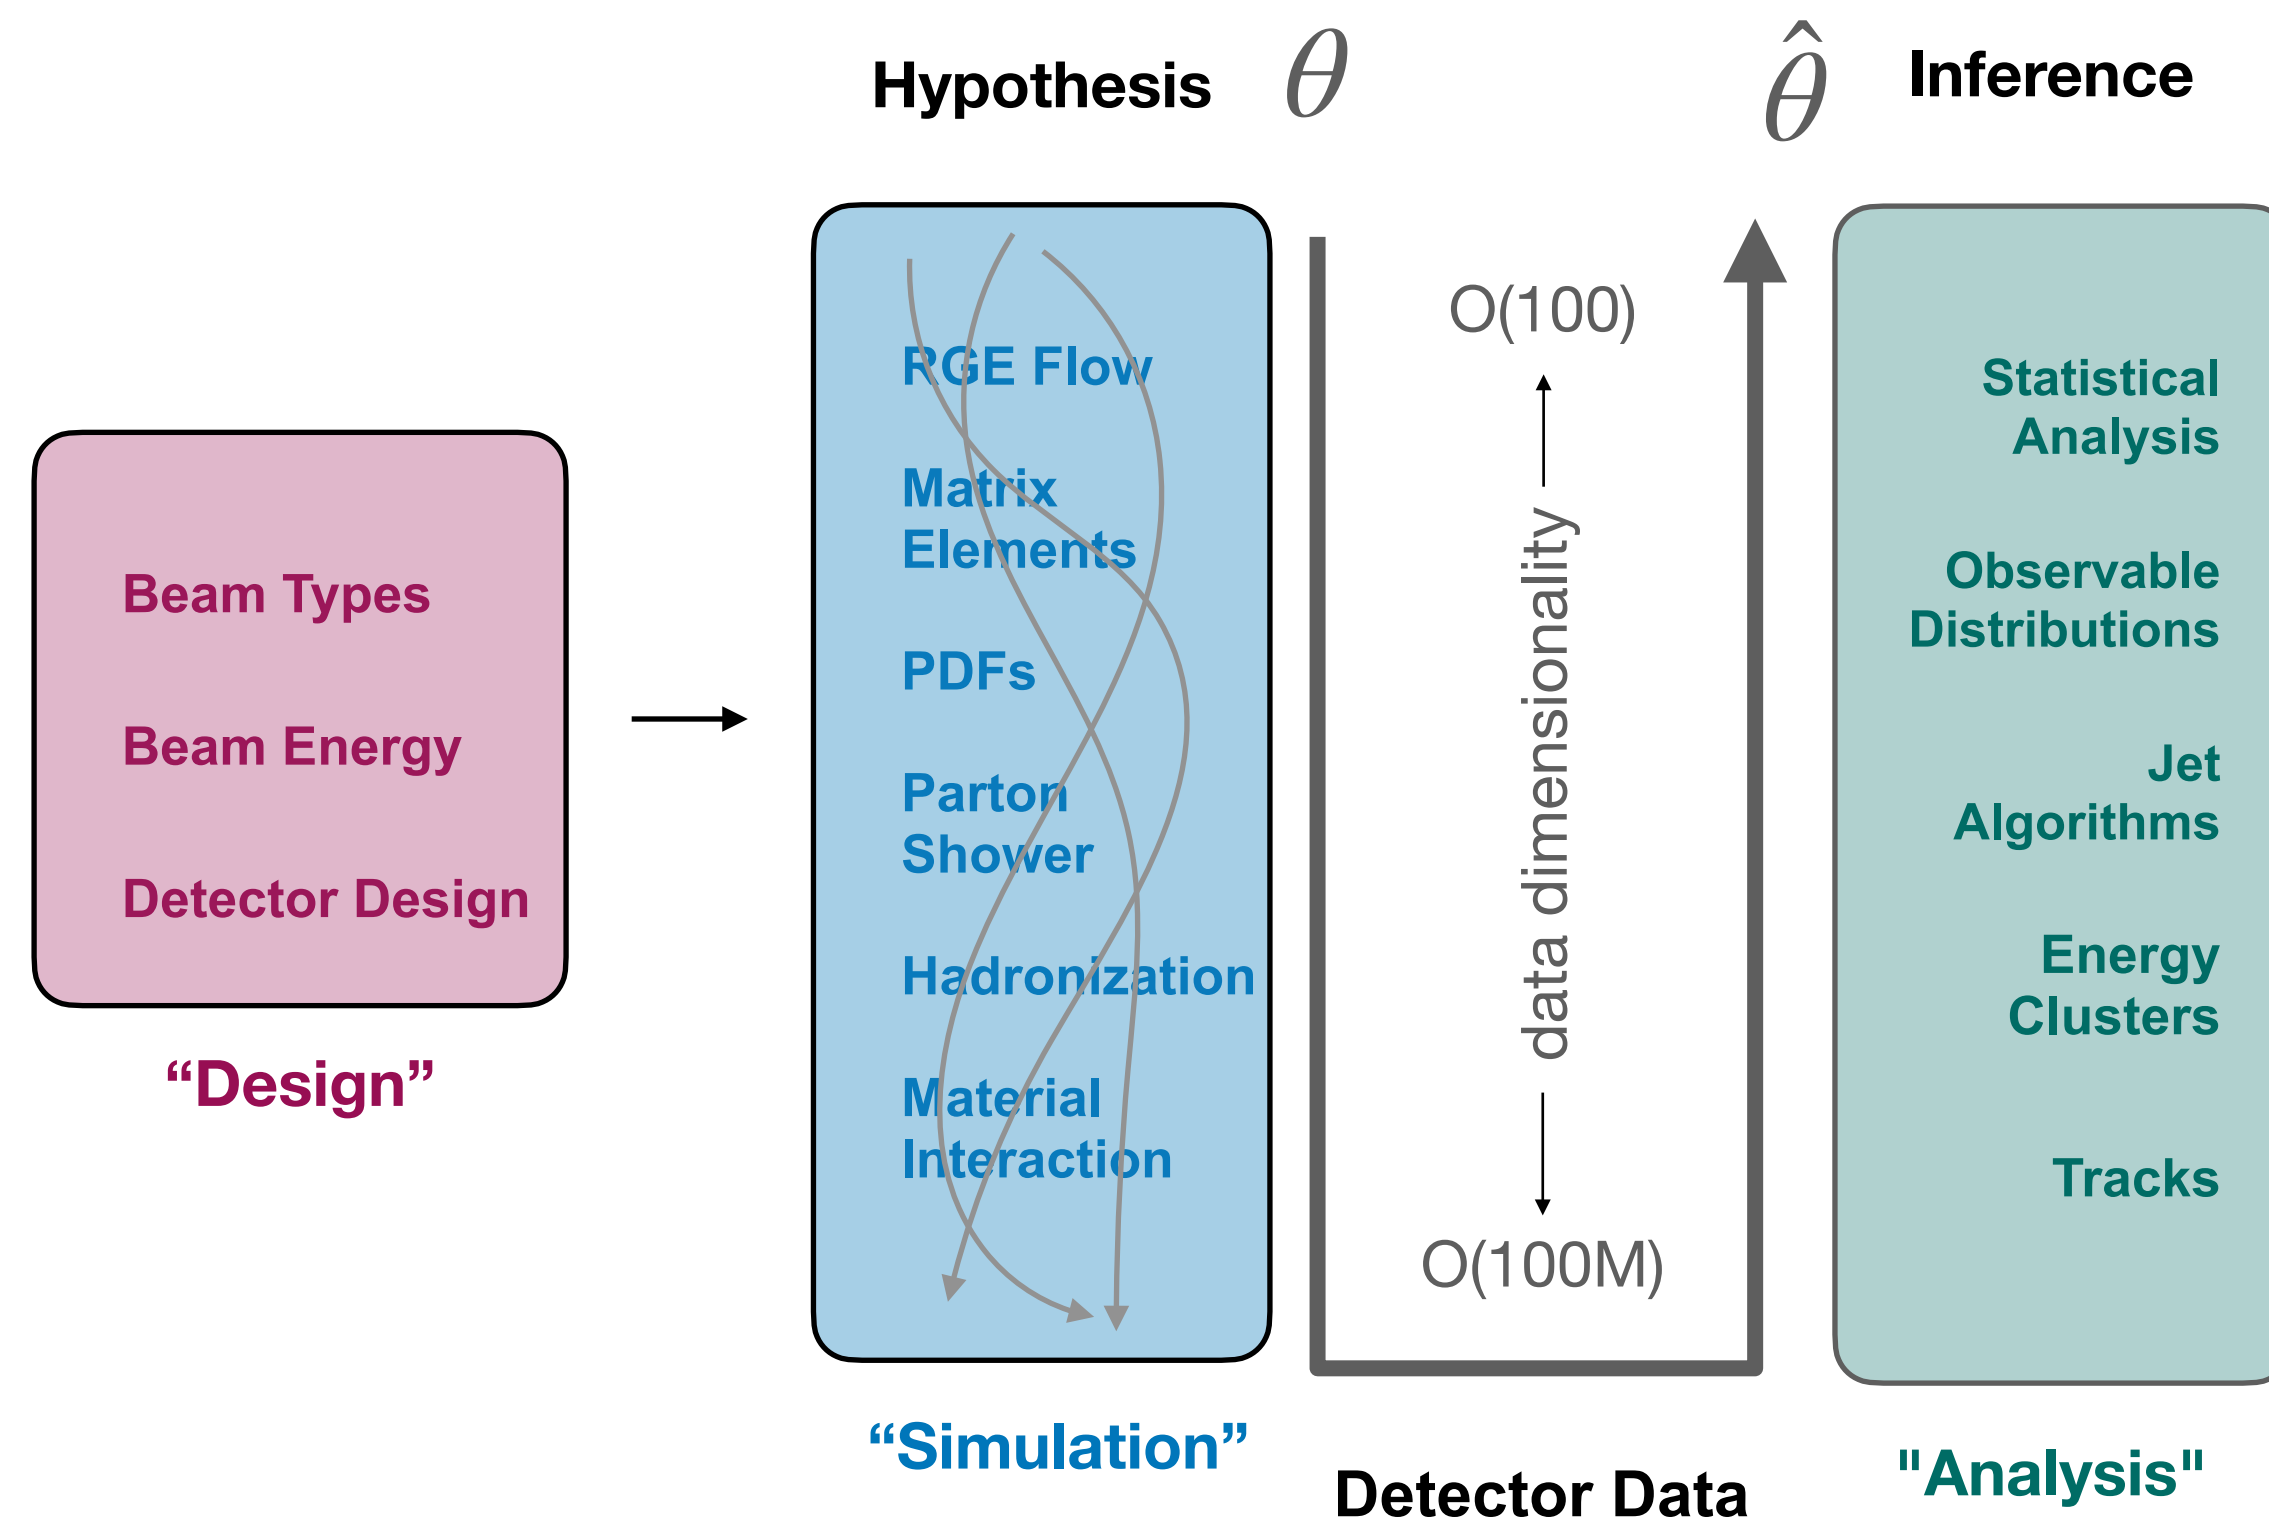 Hypothesis θ
θ̂ Inference
Beam Types
Beam Energy
Detector Design
“Design”
RGE Flow
Matrix
Elements
PDFs
Parton
Shower
Hadronization
Material
Interaction
“Simulation”
O(100)
data dimensionality
O(100M)
Detector Data
Statistical
Analysis
Observable
Distributions
Jet
Algorithms
Energy
Clusters
Tracks
"Analysis"